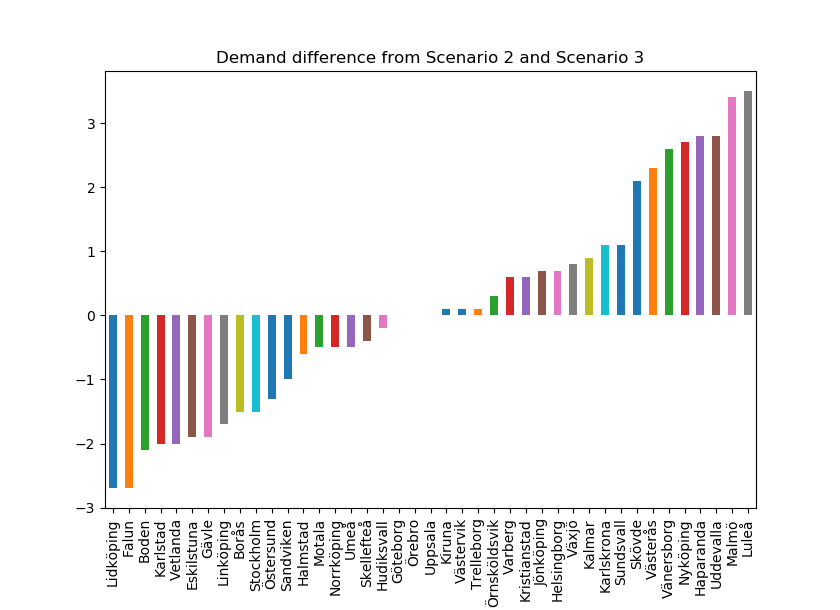 Demand difference from Scenario 2 and Scenario 3
3
2
1
0
−1
−2
−3
Lidköping
Falun
Boden
Karlstad
Vetlanda
Eskilstuna
Gävle
Linköping
Borås
Stockholm
Östersund
Sandviken
Halmstad
Motala
Norrköping
Umeå
Skellefteå
Hudiksvall
Göteborg
Örebro
Uppsala
Kiruna
Västervik
Trelleborg
Örnsköldsvik
Varberg
Kristianstad
Jönköping
Helsingborg
Växjö
Kalmar
Karlskrona
Sundsvall
Skövde
Västerås
Vänersborg
Nyköping
Haparanda
Uddevalla
Malmö
Luleå